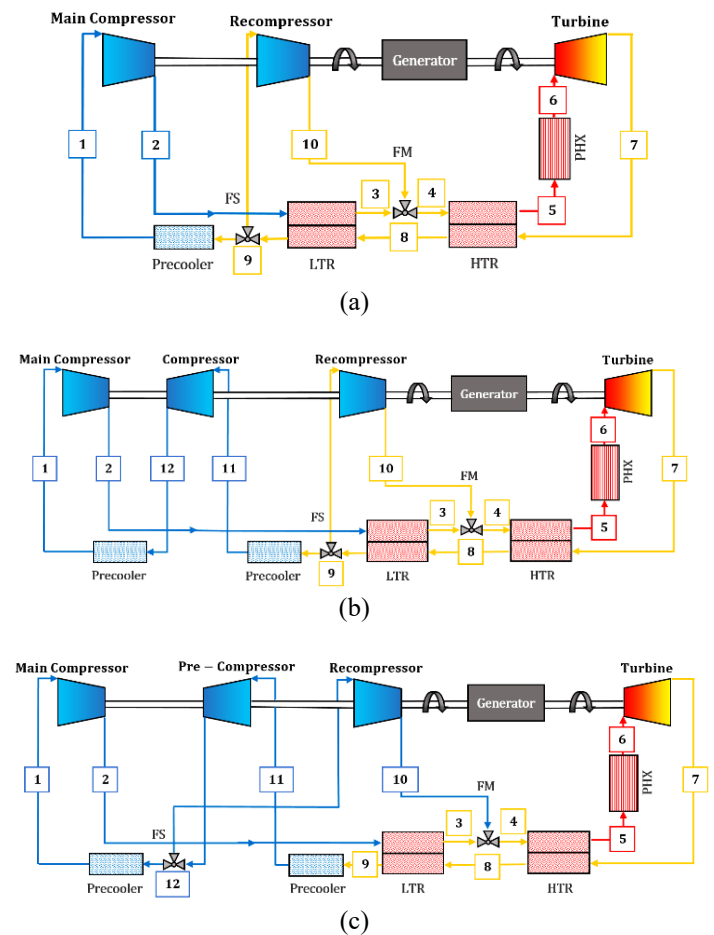 Main Compressor Recompressor Turbine
Generator
6
1 2 10 7
PHX
FM
FS 3 4
5
8
Precooler 9 LTR HTR
(a)
Main Compressor Compressor Recompressor Turbine
Generator
6
1 2 12 11 10 7
PHX
FM
FS 3 4
5
8
Precooler Precooler 9 LTR HTR
(b)
Main Compressor Pre – Compressor Recompressor Turbine
Generator
6
1 2 11 10 7
PHX
FM
FS 3 4
5
9 8
Precooler 12 Precooler LTR HTR
(c)